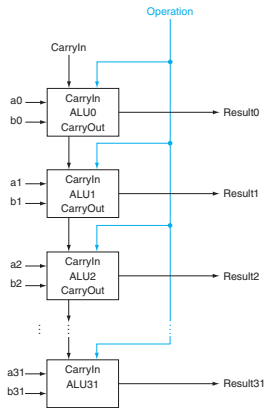 Operation
CarryIn
a0
b0
CarryIn
ALU0
CarryOut
Result0
a1
b1
CarryIn
ALU1
CarryOut
Result1
a2
b2
CarryIn
ALU2
CarryOut
Result2
a31
b31
CarryIn
ALU31
Result31